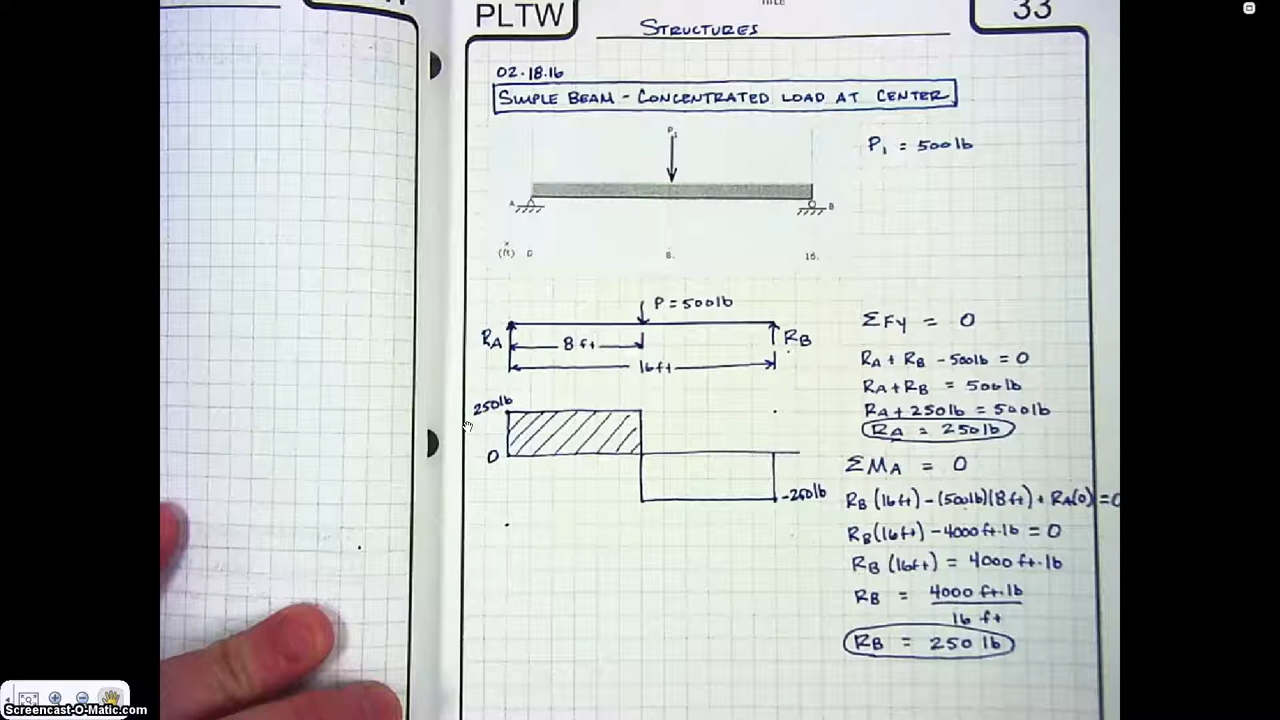 PLTW
TITLE
33
STRUCTURES
02.18.16
SIMPLE BEAM - CONCENTRATED LOAD AT CENTER
P1
P1 = 500 lb
A
B
x
(ft) 0 8. 16.
P = 500 lb
RA
8 ft
RB
16 ft
250 lb
0
-250 lb
ΣFy = 0
RA + RB - 500 lb = 0
RA + RB = 500 lb
RA + 250 lb = 500 lb
RA = 250 lb
ΣMA = 0
RB (16 ft) - (500 lb)(8 ft) + RA(0) = 0
RB (16 ft) - 4000 ft·lb = 0
RB (16 ft) = 4000 ft·lb
RB = 4000 ft·lb
16 ft
RB = 250 lb
Screencast-O-Matic.com